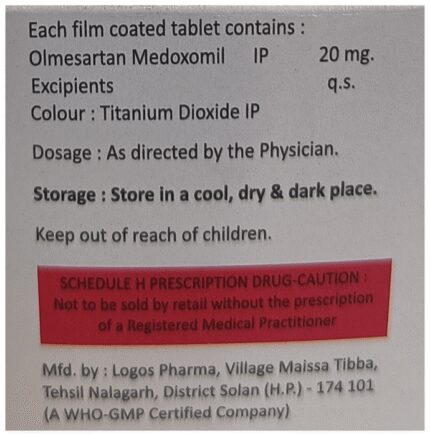 Each film coated tablet contains :
Olmesartan Medoxomil IP 20 mg.
Excipients q.s.
Colour : Titanium Dioxide IP
Dosage : As directed by the Physician.
Storage : Store in a cool, dry & dark place.
Keep out of reach of children.
SCHEDULE H PRESCRIPTION DRUG-CAUTION :
Not to be sold by retail without the prescription
of a Registered Medical Practitioner
Mfd. by : Logos Pharma, Village Maissa Tibba,
Tehsil Nalagarh, District Solan (H.P.) - 174 101
(A WHO-GMP Certified Company)